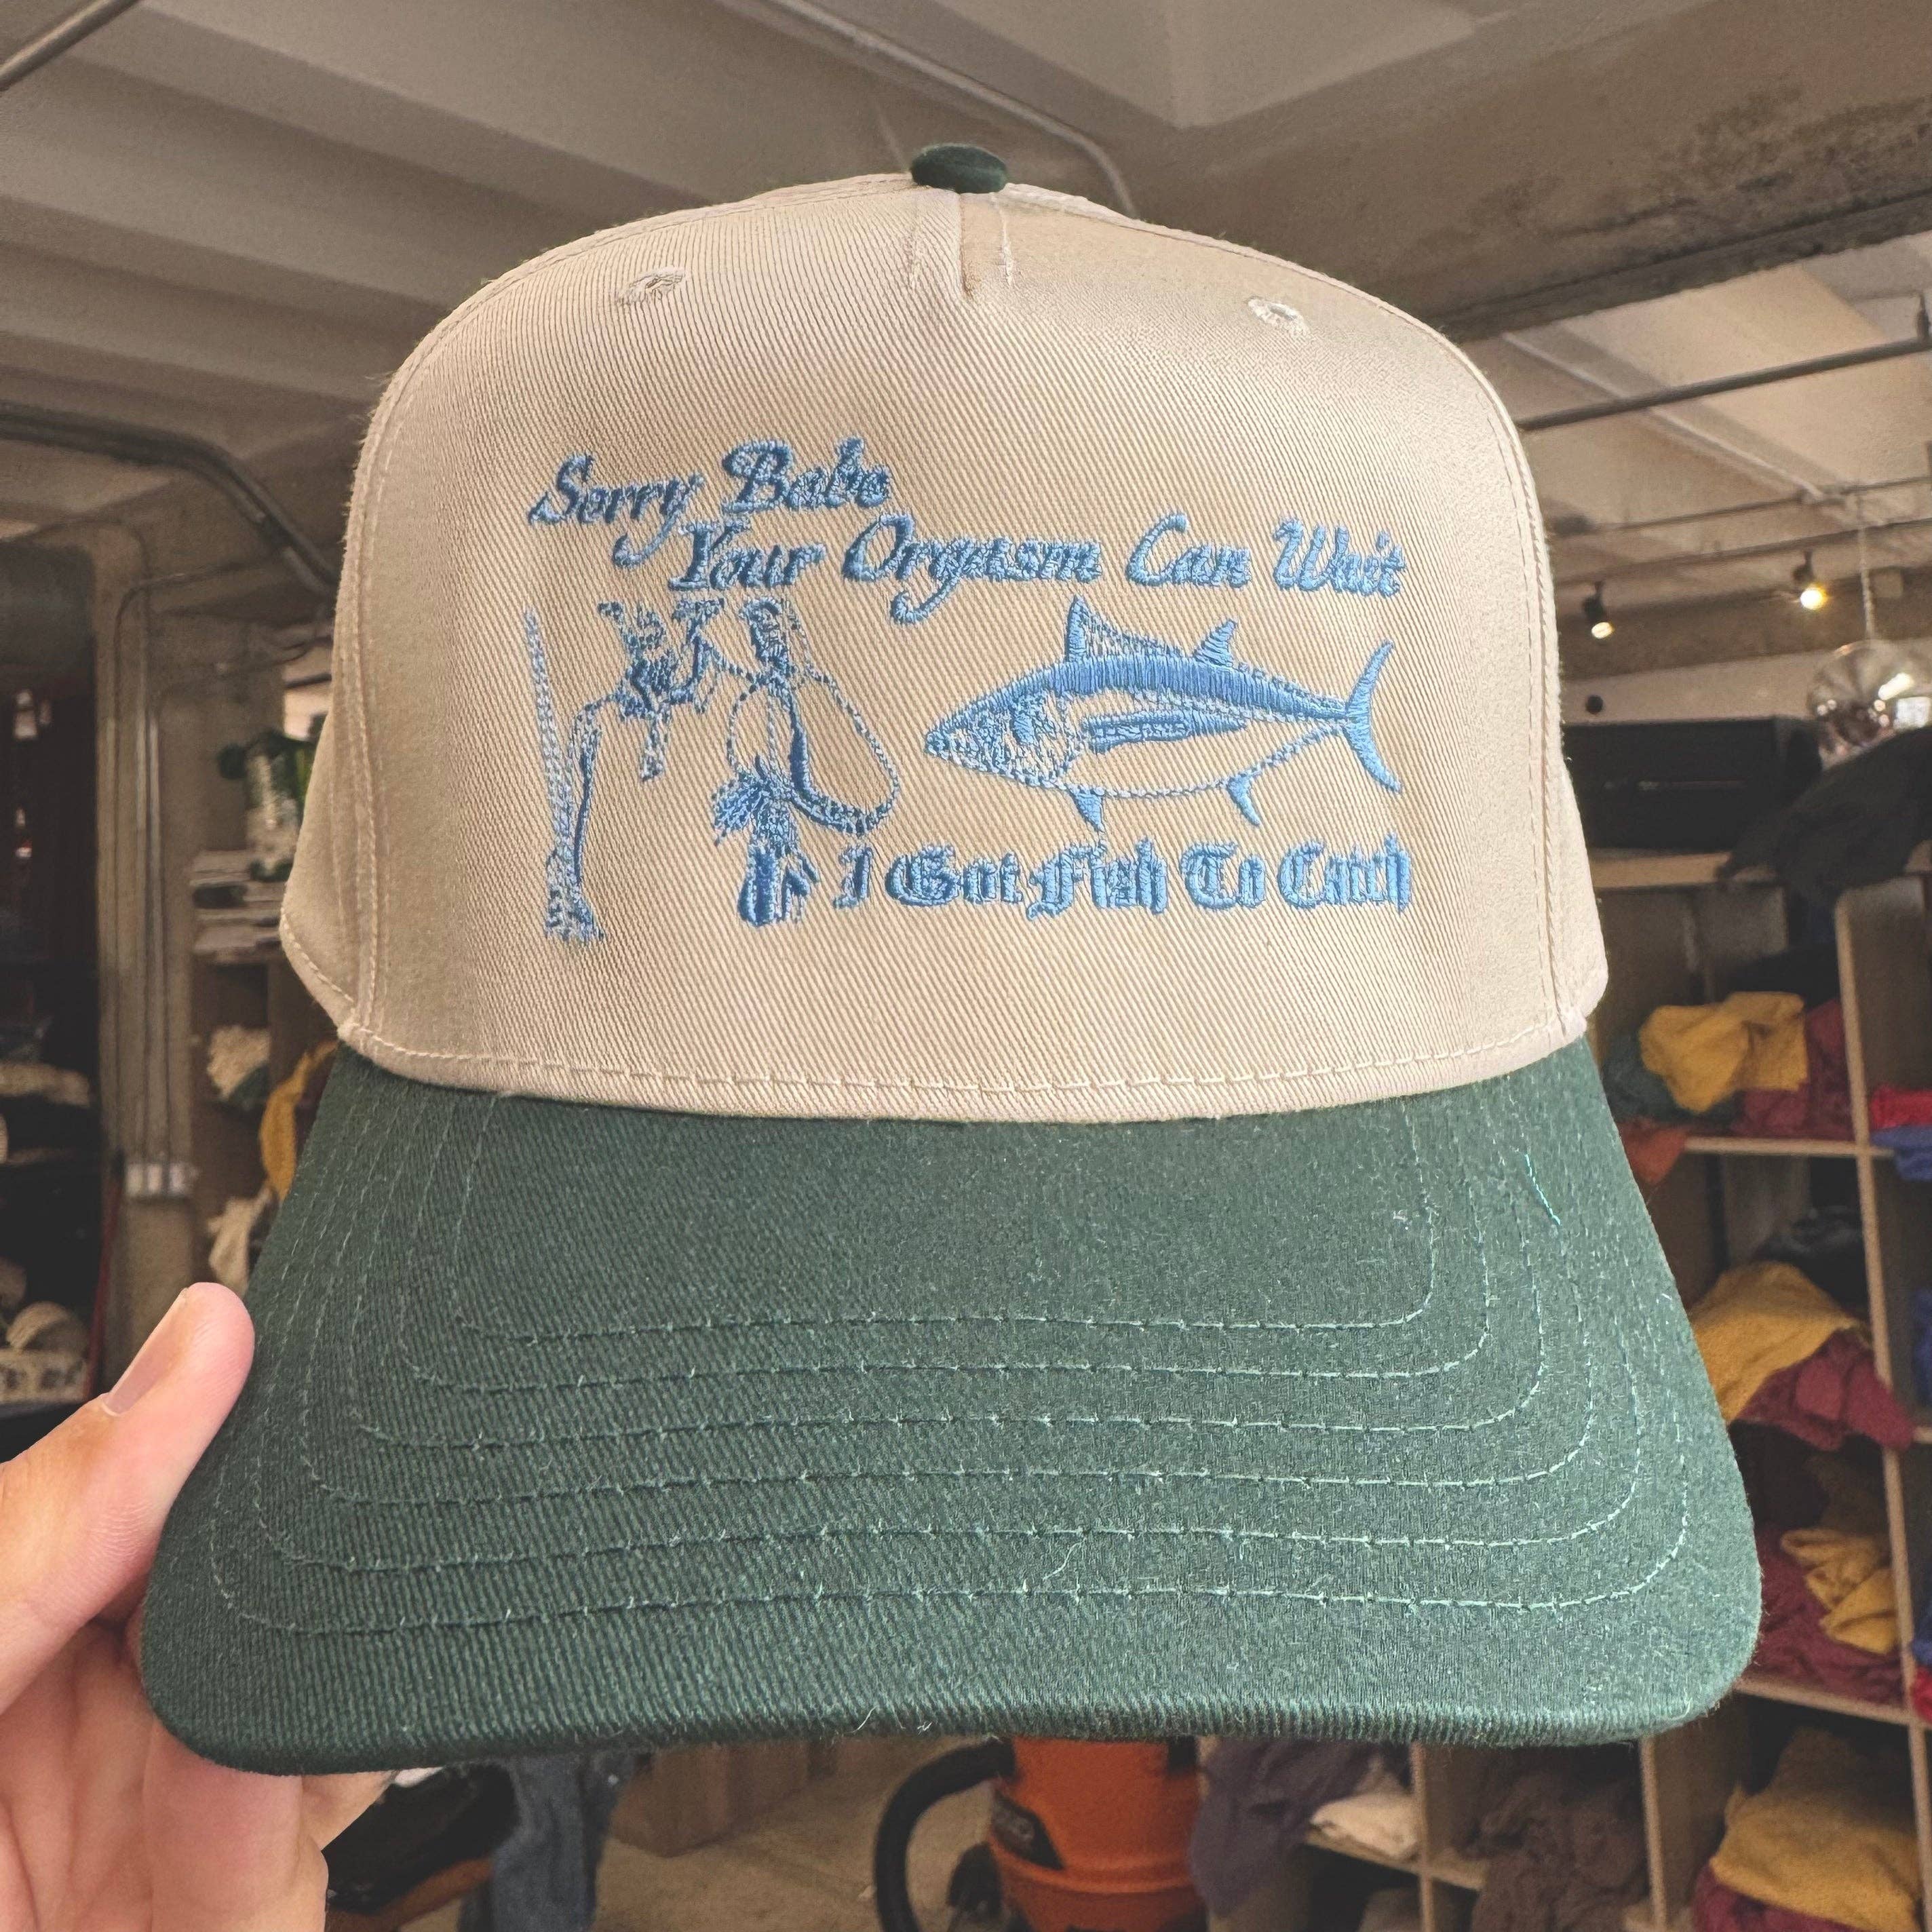 Sorry Babe
Your Orgasm Can Wait
I Got Fish To Catch